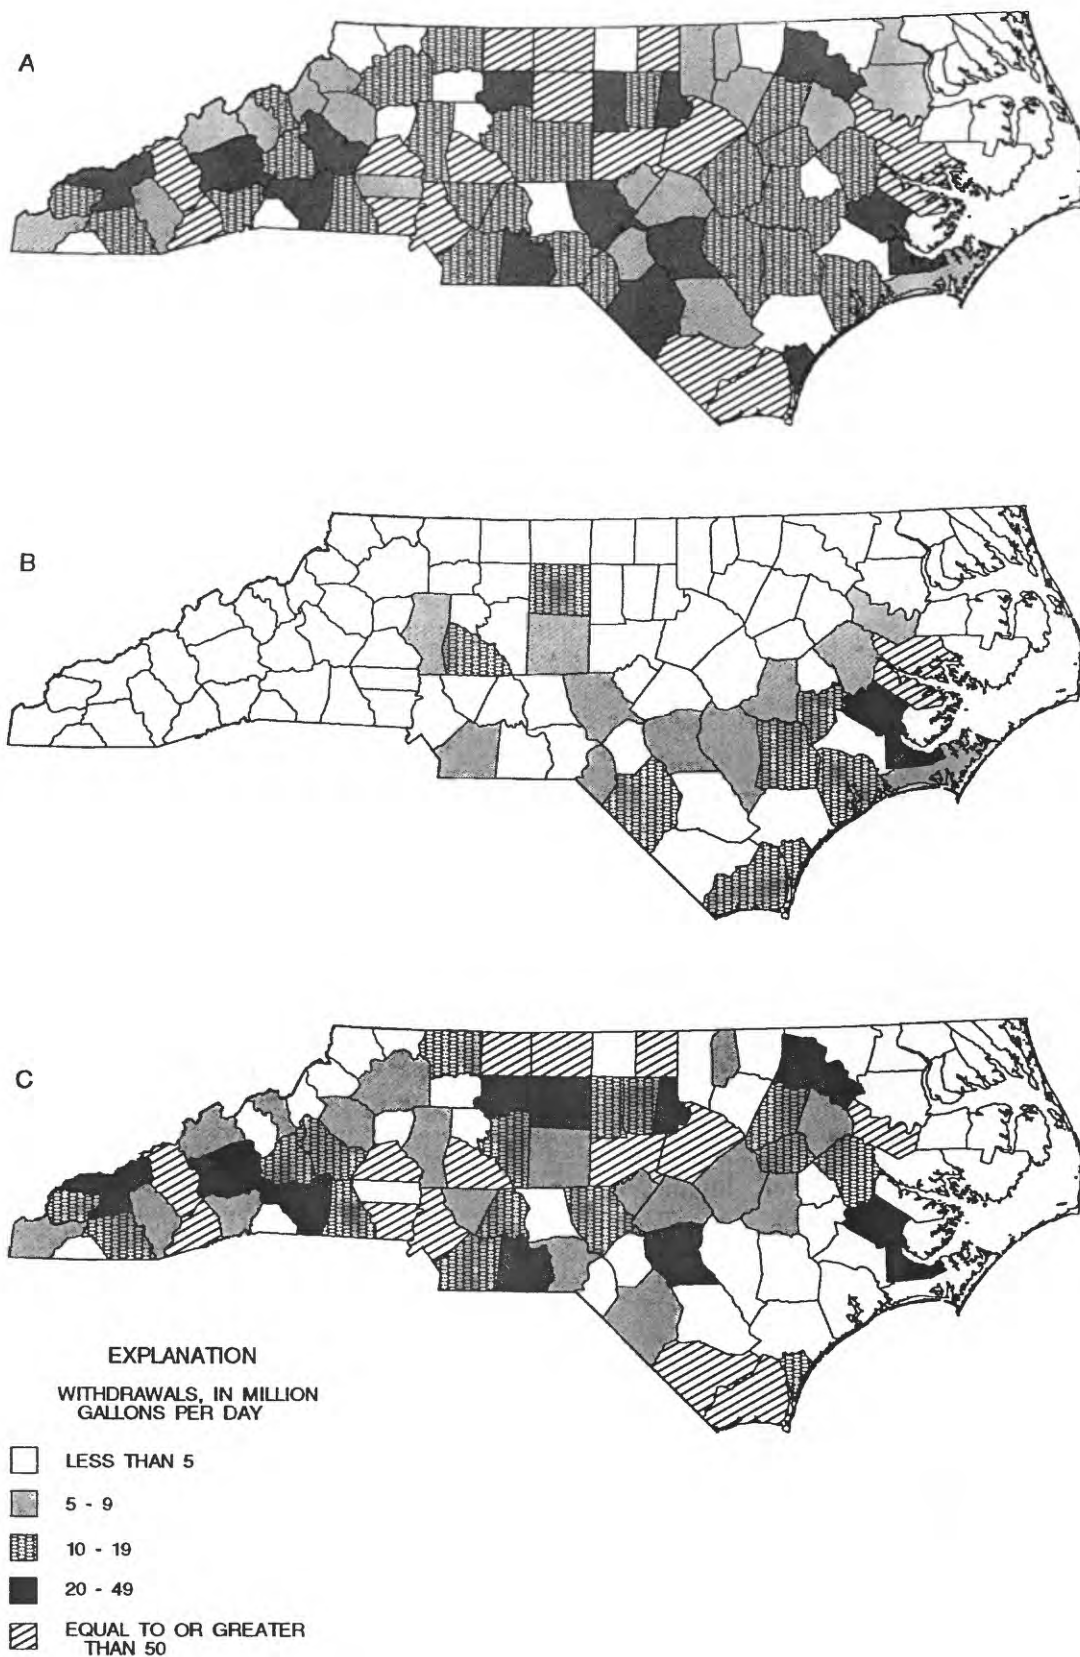 A
B
C
EXPLANATION
WITHDRAWALS, IN MILLION
GALLONS PER DAY
LESS THAN 5
5 - 9
10 - 19
20 - 49
EQUAL TO OR GREATER
THAN 50